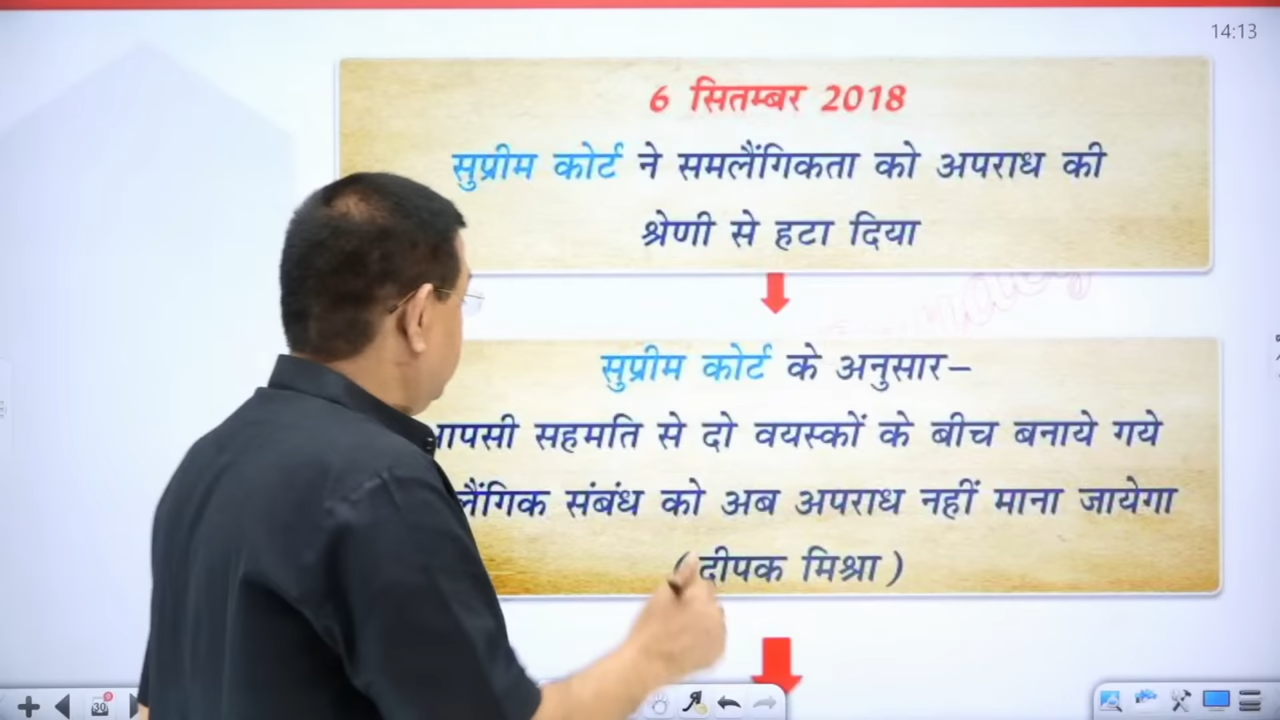 14:13
6 सितम्बर 2018
सुप्रीम कोर्ट ने समलैंगिकता को अपराध की
श्रेणी से हटा दिया
सुप्रीम कोर्ट के अनुसार–
सहमति से दो वयस्कों के बीच बनाये गये
संबंध को अब अपराध नहीं माना जायेगा
(दीपक मिश्रा)
30